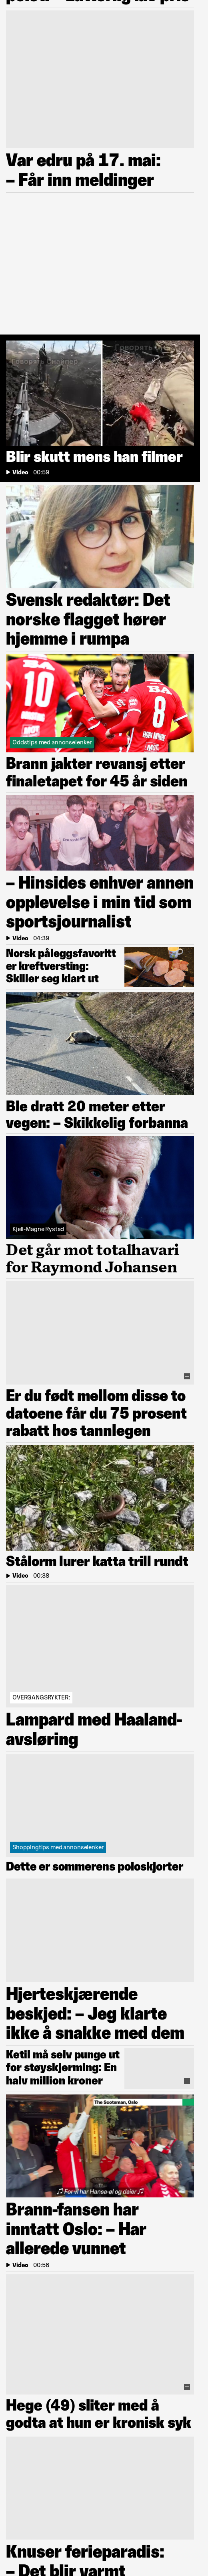 Var edru på 17. mai:
– Får inn meldinger
Говорять
Blir skutt mens han filmer
Video | 00:59
Svensk redaktør: Det
norske flagget hører
hjemme i rumpa
BA
BA
10
8
Oddstips med annonselenker
Brann jakter revansj etter
finaletapet for 45 år siden
– Hinsides enhver annen
opplevelse i min tid som
sportsjournalist
Video | 04:39
Norsk påleggsfavoritt
er kreftversting:
Skiller seg klart ut
Ble dratt 20 meter etter
vegen: – Skikkelig forbanna
Kjell-Magne Rystad
Det går mot totalhavari
for Raymond Johansen
Er du født mellom disse to
datoene får du 75 prosent
rabatt hos tannlegen
Stålorm lurer katta trill rundt
Video | 00:38
OVERGANGSRYKTER:
Lampard med Haaland-
avsløring
Shoppingtips med annonselenker
Dette er sommerens poloskjorter
Hjerteskjærende
beskjed: – Jeg klarte
ikke å snakke med dem
Ketil må selv punge ut
for støyskjerming: En
halv million kroner
The Scotsman, Oslo
♫ For vi har Hansa-øl og daier ♫
Brann-fansen har
inntatt Oslo: – Har
allerede vunnet
Video | 00:56
Hege (49) sliter med å
godta at hun er kronisk syk
Knuser ferieparadis:
– Det blir varmt